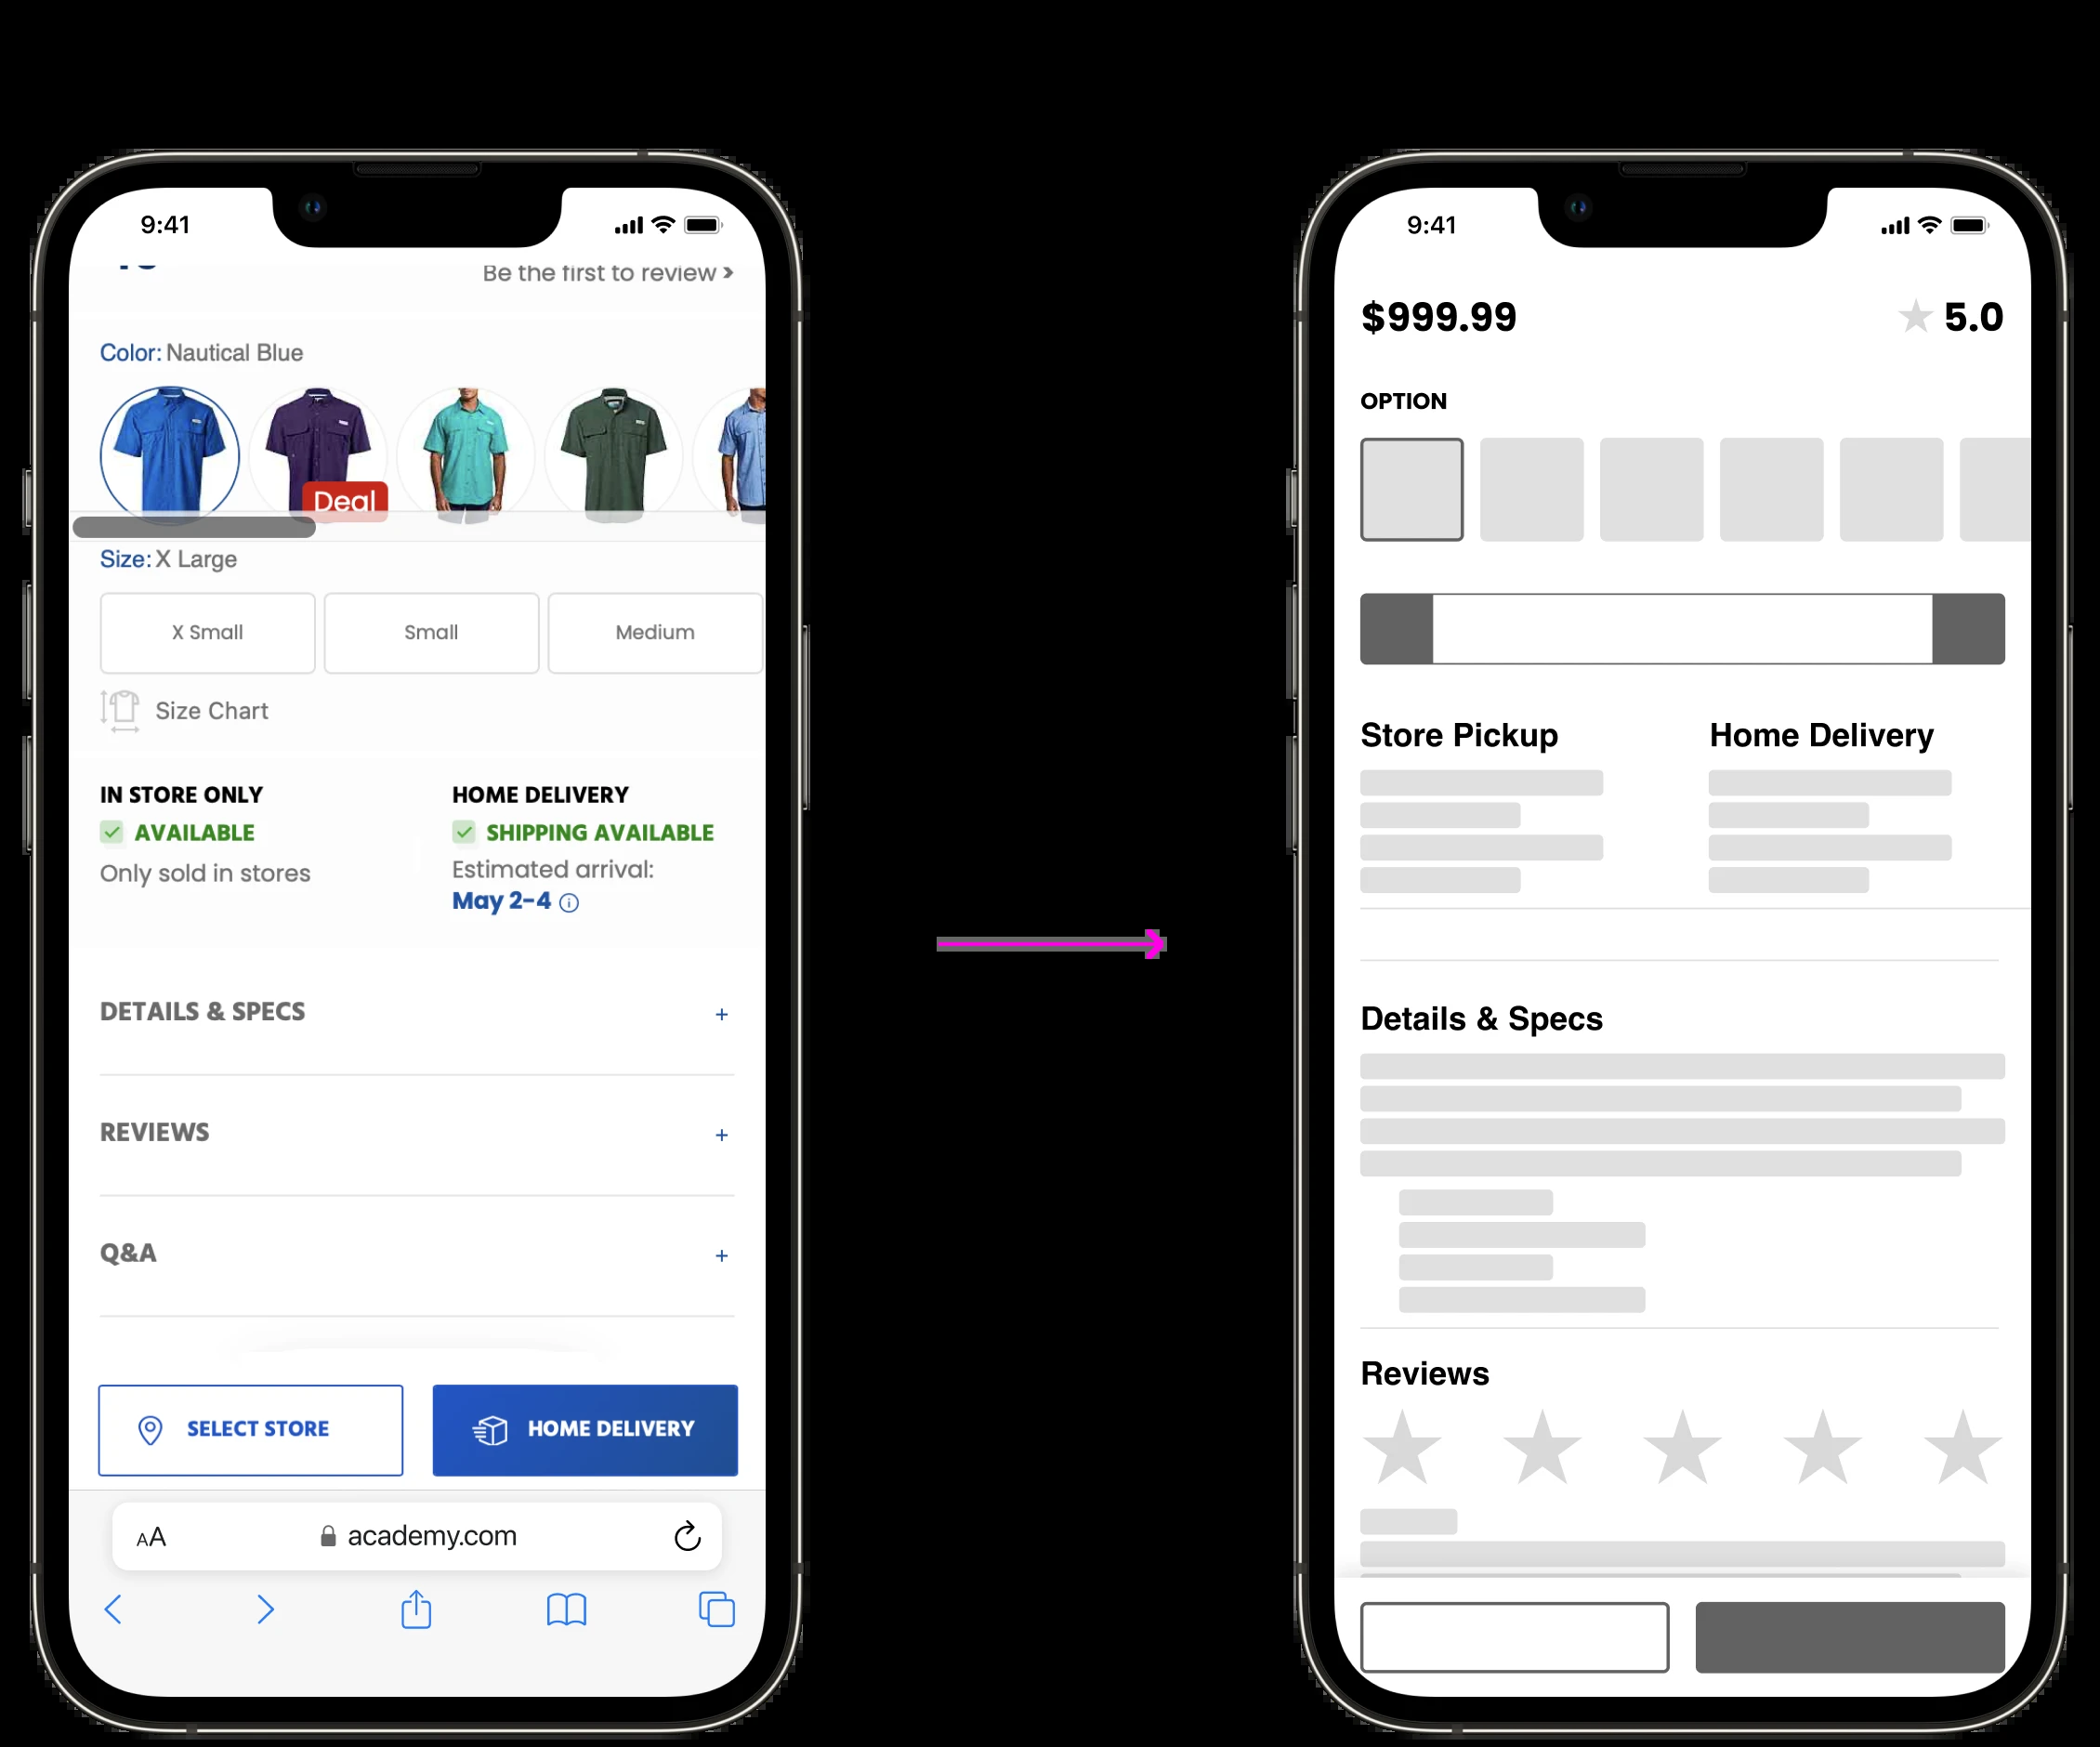 9:41
Be the first to review >
Color: Nautical Blue
Deal
Size: X Large
X Small
Small
Medium
Size Chart
IN STORE ONLY
HOME DELIVERY
AVAILABLE
SHIPPING AVAILABLE
Only sold in stores
Estimated arrival:
May 2-4
DETAILS & SPECS +
REVIEWS +
Q&A +
SELECT STORE
HOME DELIVERY
AA
academy.com
9:41
$999.99
5.0
OPTION
Store Pickup
Home Delivery
Details & Specs
Reviews